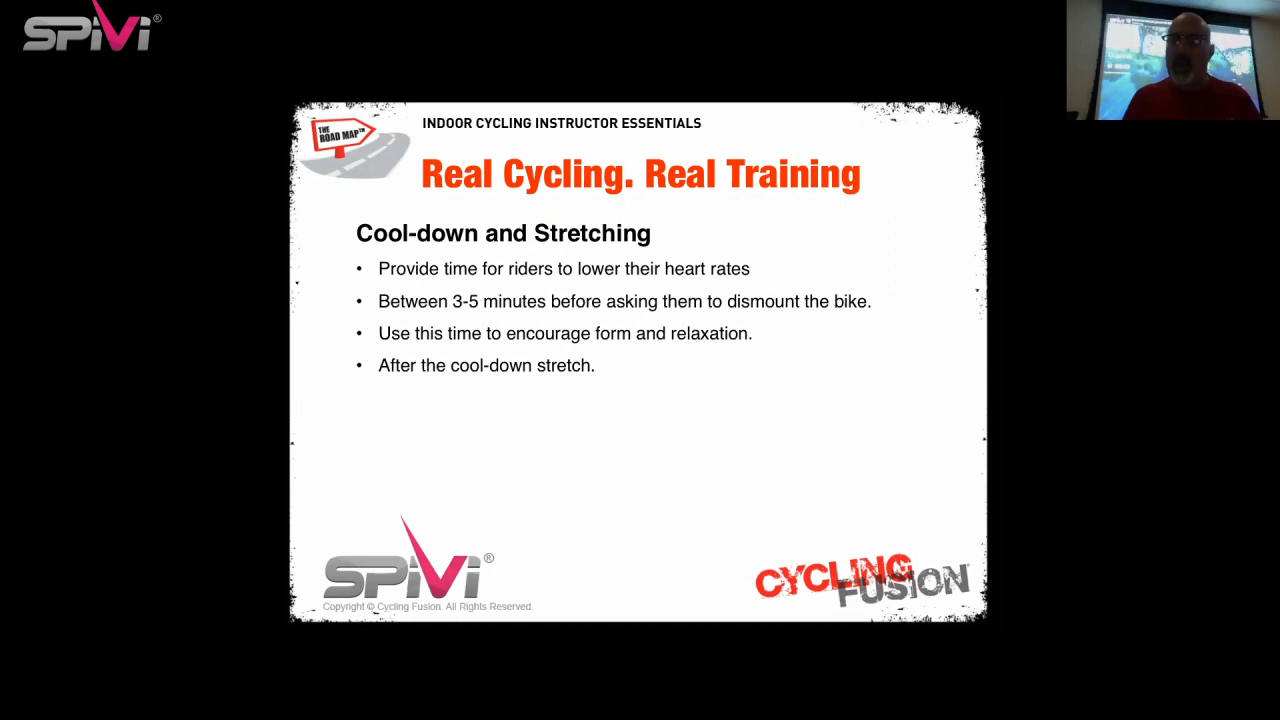 SPiVi®
INDOOR CYCLING INSTRUCTOR ESSENTIALS
THE
ROAD MAP™
Real Cycling. Real Training
Cool-down and Stretching
• Provide time for riders to lower their heart rates
• Between 3-5 minutes before asking them to dismount the bike.
• Use this time to encourage form and relaxation.
• After the cool-down stretch.
SPiVi®
Copyright © Cycling Fusion. All Rights Reserved.
CYCLING
FUSION